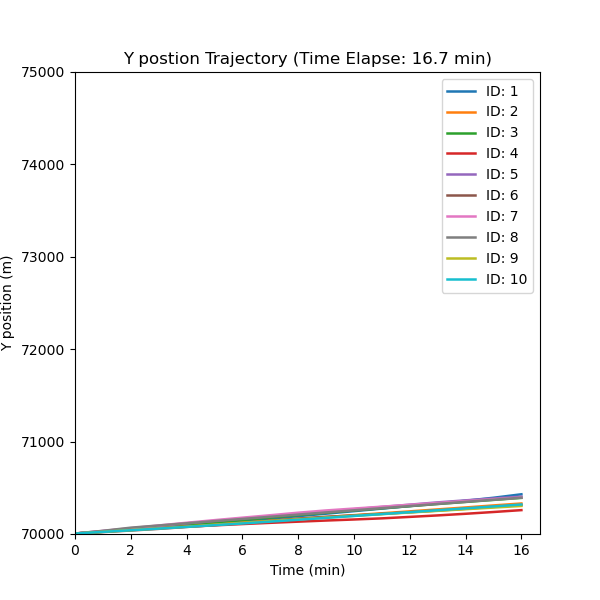 Y postion Trajectory (Time Elapse: 16.7 min)
75000
74000
73000
72000
71000
70000
Y position (m)
0 2 4 6 8 10 12 14 16
Time (min)
ID: 1
ID: 2
ID: 3
ID: 4
ID: 5
ID: 6
ID: 7
ID: 8
ID: 9
ID: 10